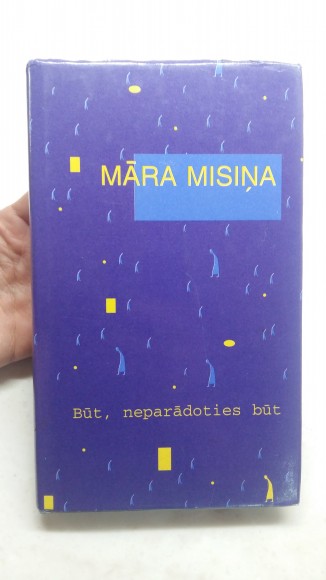 MĀRA MISIŅA
Būt, neparādoties būt